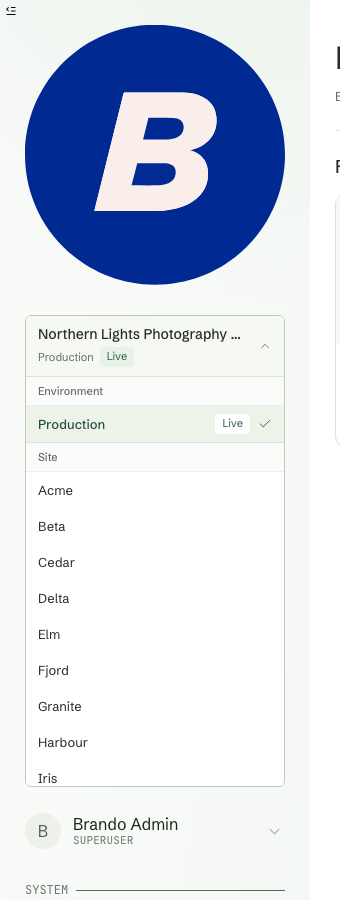 B
Northern Lights Photography ...
Production Live
Environment
Production Live
Site
Acme
Beta
Cedar
Delta
Elm
Fjord
Granite
Harbour
Iris
B Brando Admin
SUPERUSER
SYSTEM